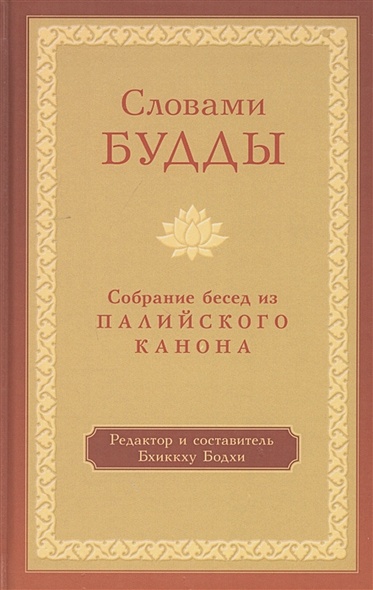 Словами
БУДДЫ
Собрание бесед из
ПАЛИЙСКОГО
КАНОНА
Редактор и составитель
Бхиккху Бодхи